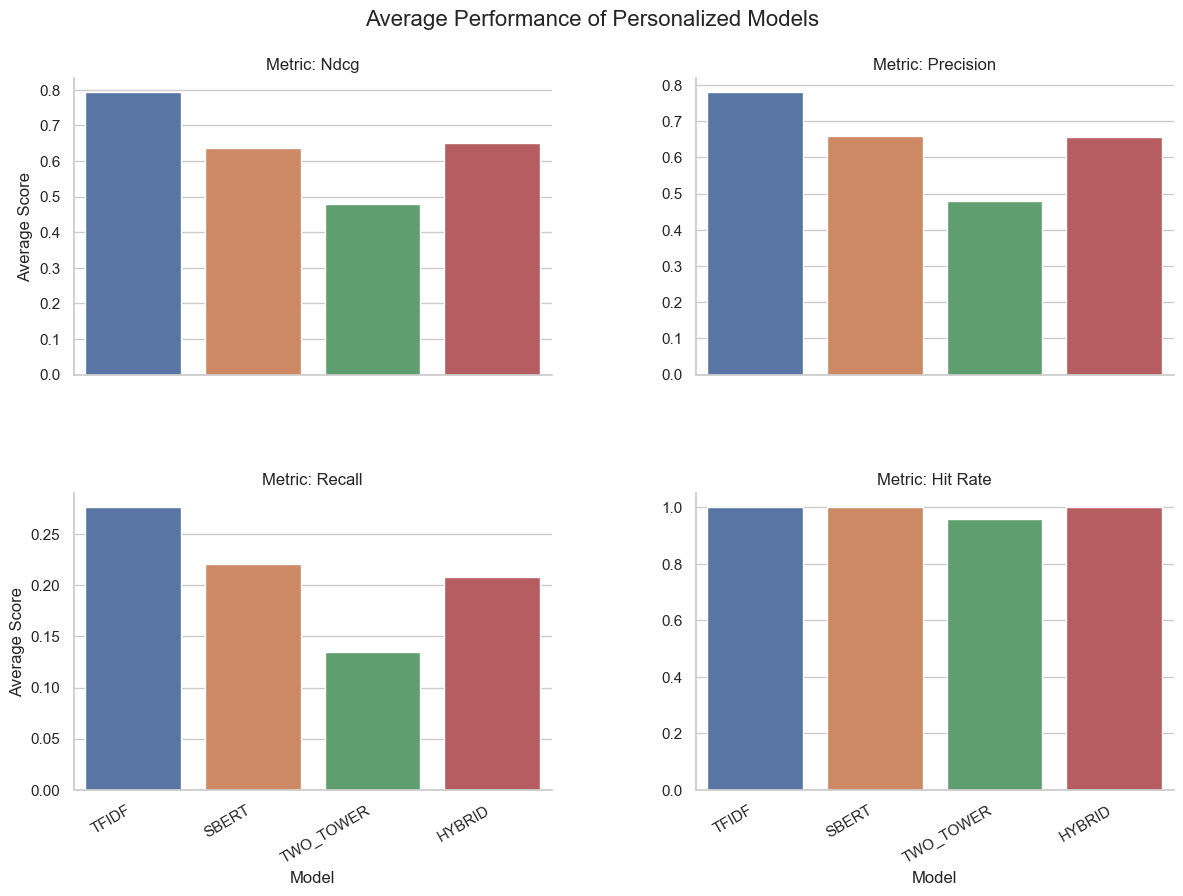 Average Performance of Personalized Models
Metric: Ndcg
Average Score
0.8
0.7
0.6
0.5
0.4
0.3
0.2
0.1
0.0
Metric: Precision
0.8
0.7
0.6
0.5
0.4
0.3
0.2
0.1
0.0
Metric: Recall
Average Score
0.25
0.20
0.15
0.10
0.05
0.00
TFIDF
SBERT
TWO_TOWER
HYBRID
Model
Metric: Hit Rate
1.0
0.8
0.6
0.4
0.2
0.0
TFIDF
SBERT
TWO_TOWER
HYBRID
Model